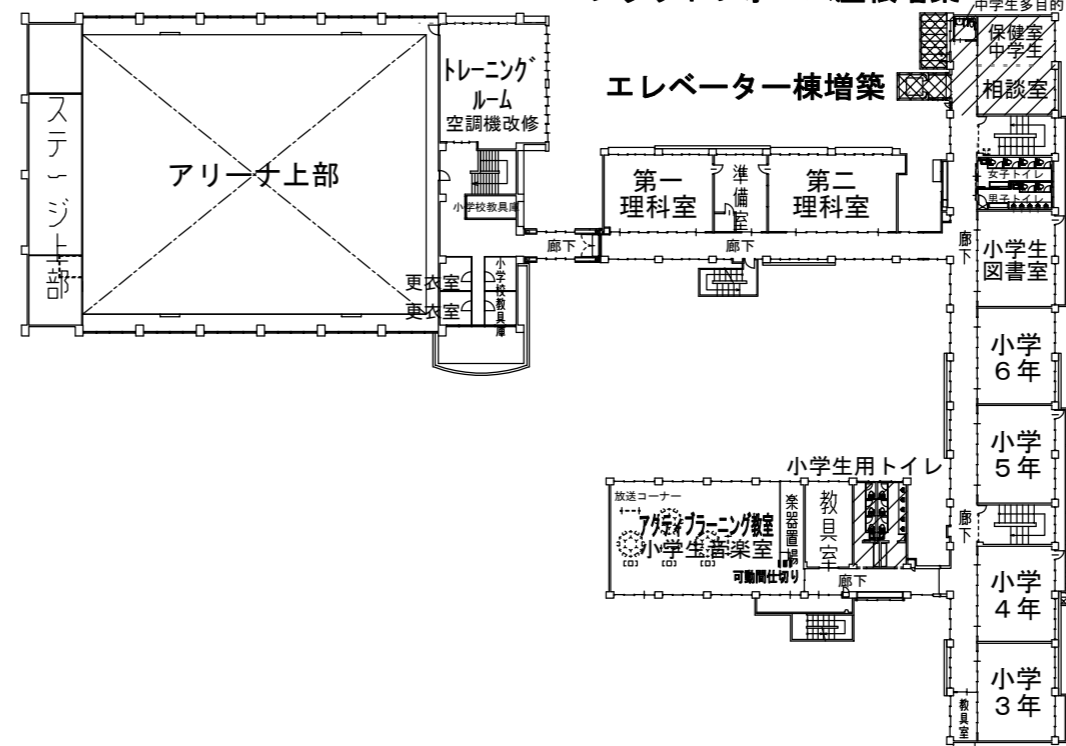 中学生多目的
保健室
中学生
相談室
エレベーター棟増築
トレーニング
ルーム
空調機改修
ステージ上部
アリーナ上部
小学校教具庫
第一
理科室
準備室
第二
理科室
女子トイレ
男子トイレ
廊下
廊下
廊下
小学生
図書室
更衣室
更衣室
小学校教具庫
小学
6年
小学
5年
小学生用トイレ
放送コーナー
アクティブラーニング教室
小学生音楽室
可動間仕切り
楽器置場
教具室
廊下
廊下
小学
4年
小学
3年
教具室